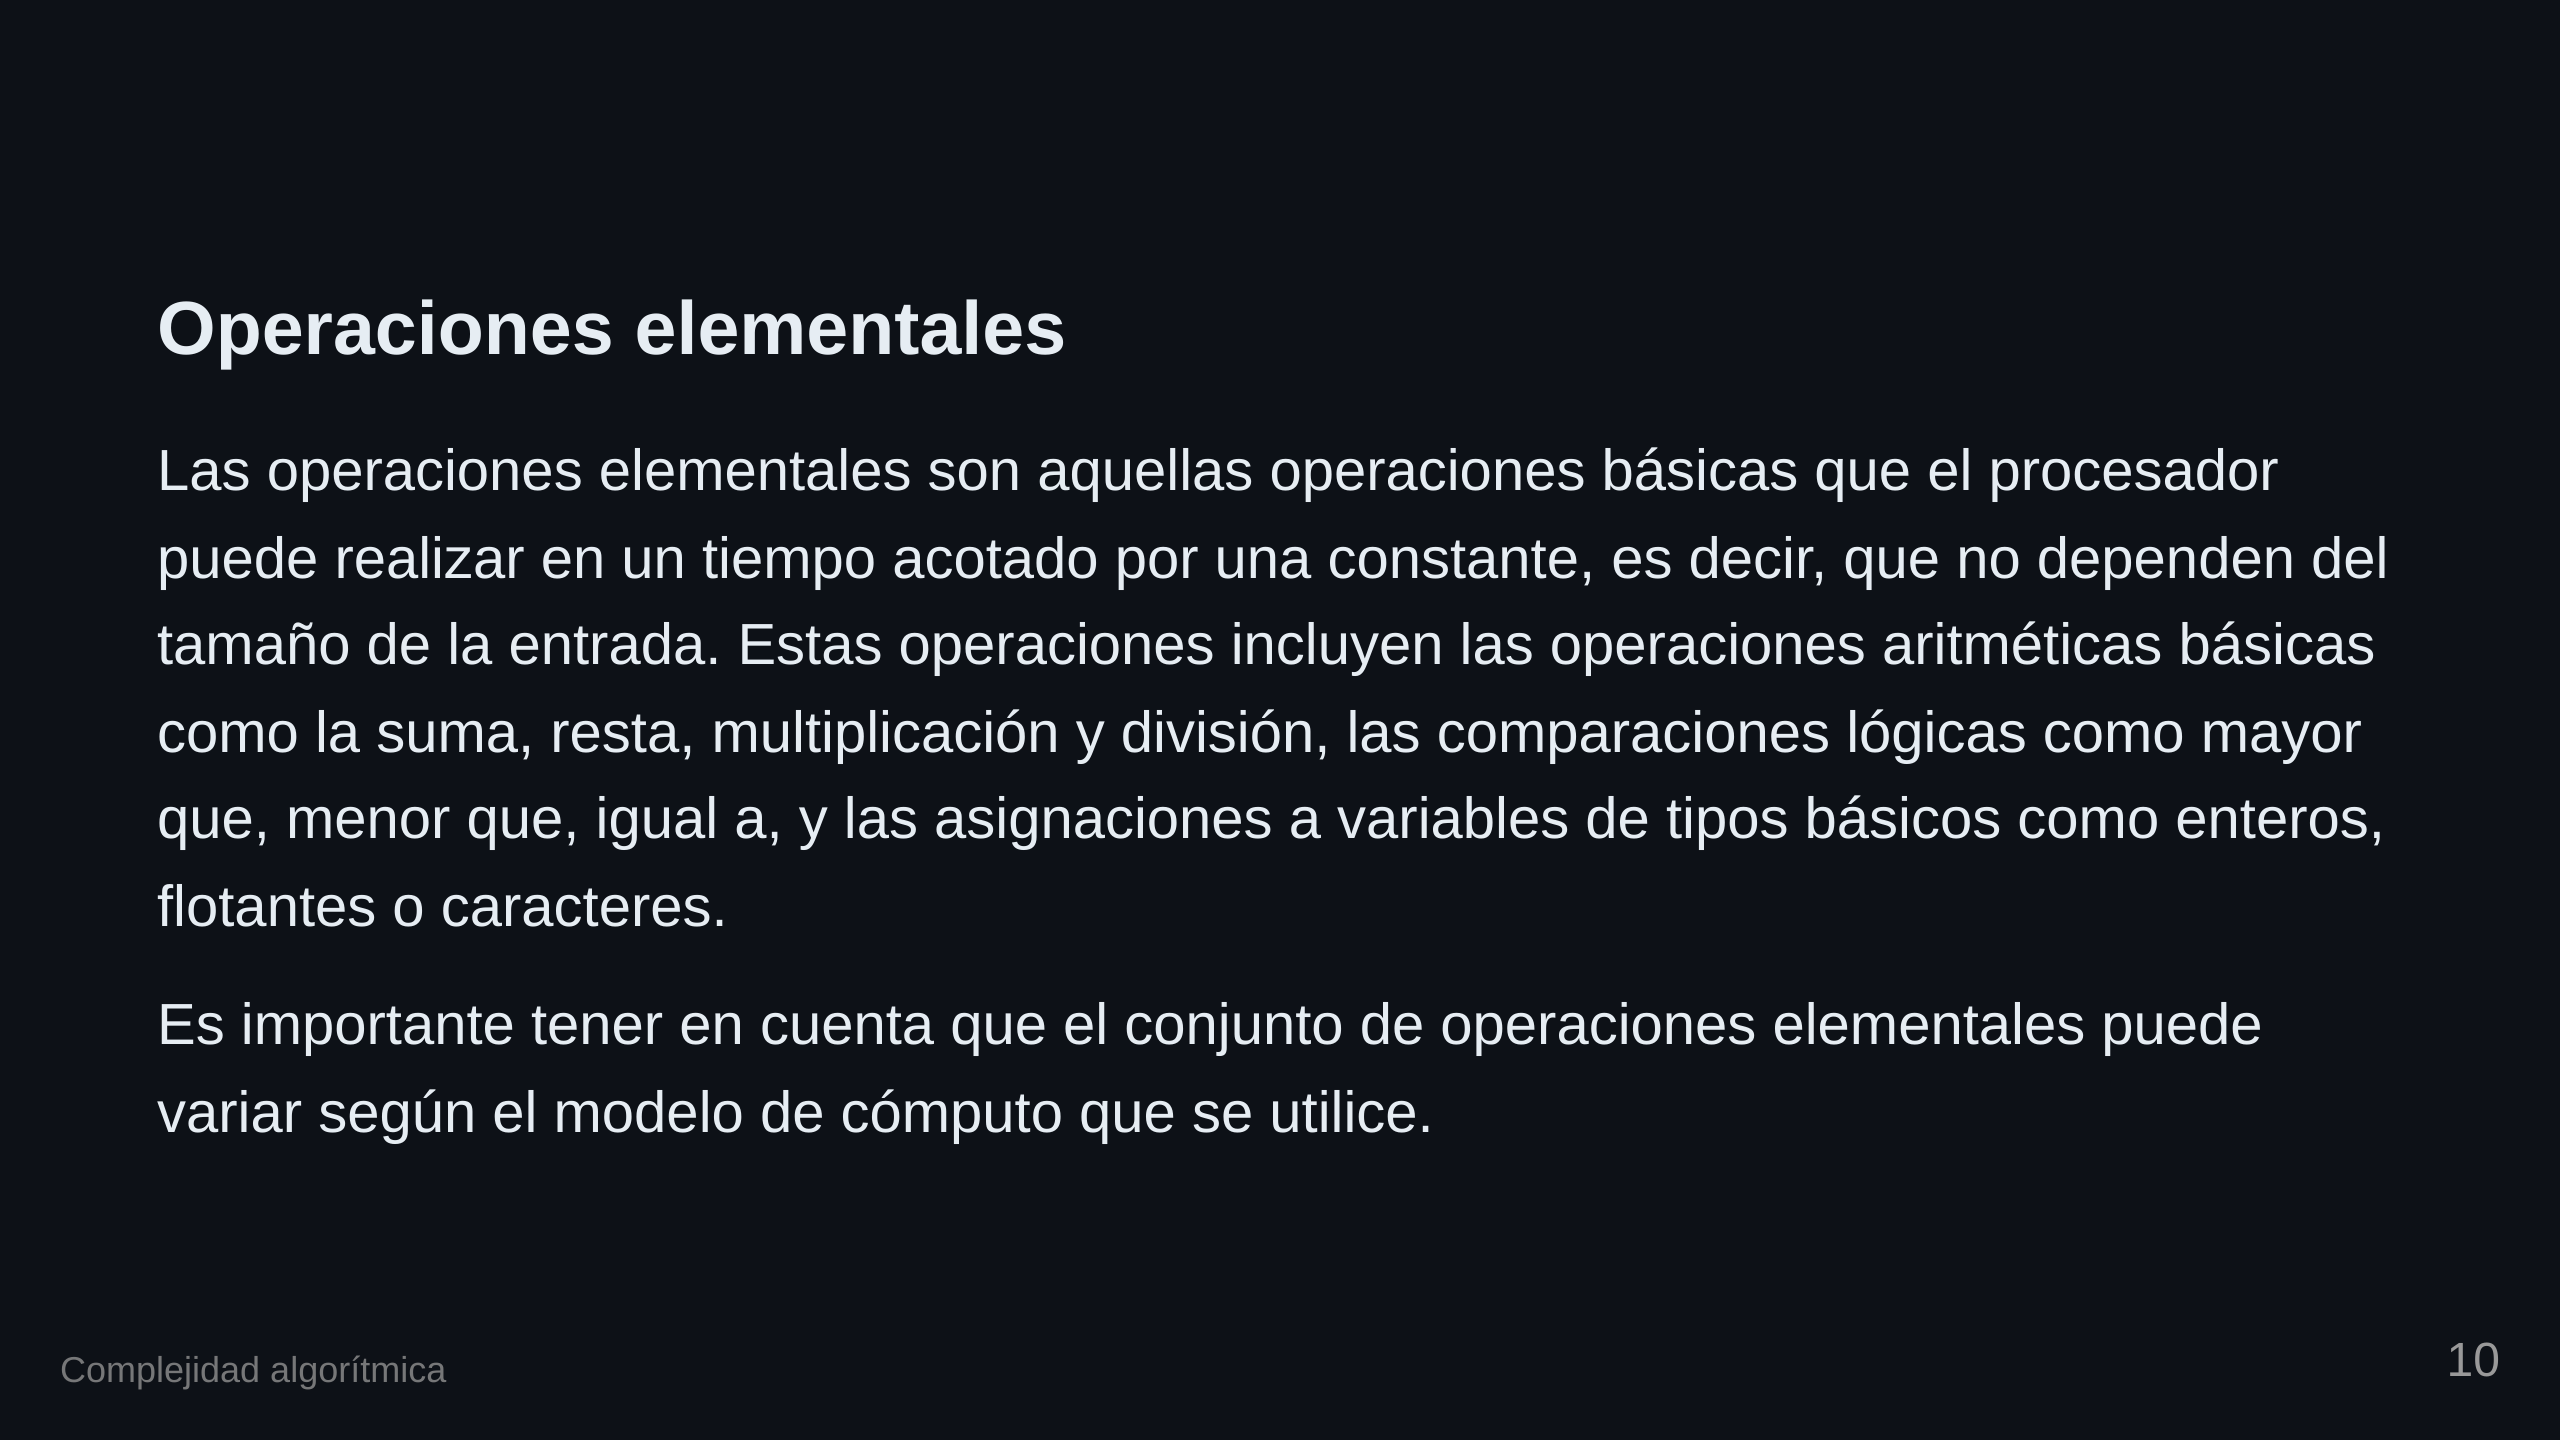 Operaciones elementales
Las operaciones elementales son aquellas operaciones básicas que el procesador
puede realizar en un tiempo acotado por una constante, es decir, que no dependen del
tamaño de la entrada. Estas operaciones incluyen las operaciones aritméticas básicas
como la suma, resta, multiplicación y división, las comparaciones lógicas como mayor
que, menor que, igual a, y las asignaciones a variables de tipos básicos como enteros,
flotantes o caracteres.
Es importante tener en cuenta que el conjunto de operaciones elementales puede
variar según el modelo de cómputo que se utilice.
Complejidad algorítmica
10